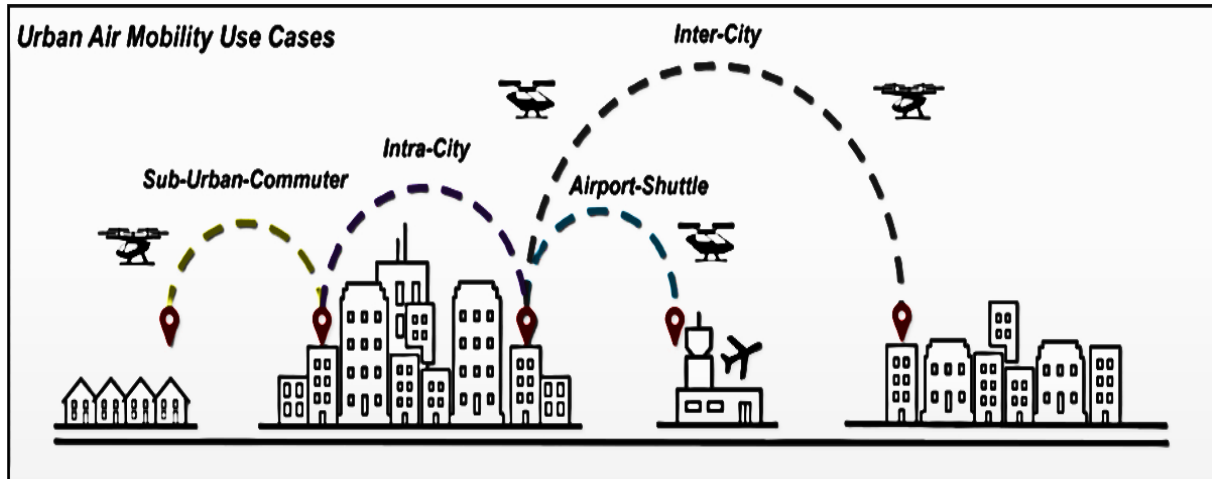 Urban Air Mobility Use Cases
Inter-City
Intra-City
Sub-Urban-Commuter
Airport-Shuttle